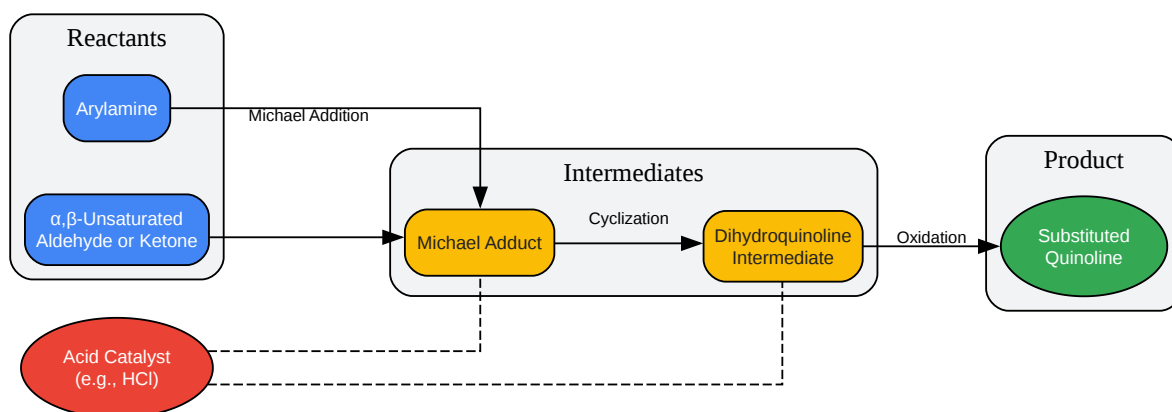 Reactants
Arylamine
Michael Addition
α,β-Unsaturated
Aldehyde or Ketone
Intermediates
Michael Adduct
Cyclization
Dihydroquinoline
Intermediate
Oxidation
Product
Substituted
Quinoline
Acid Catalyst
(e.g., HCl)